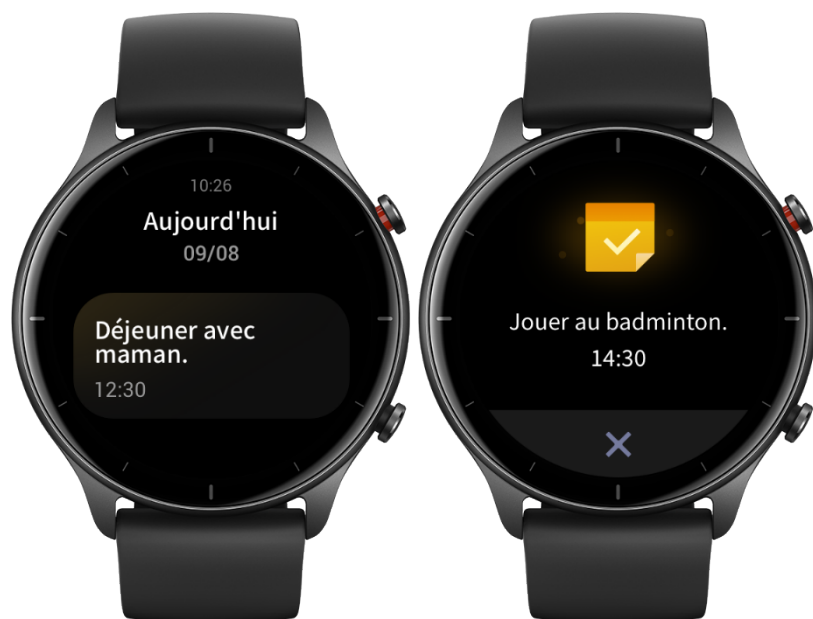 10:26
Aujourd'hui
09/08
Déjeuner avec
maman.
12:30
Jouer au badminton.
14:30